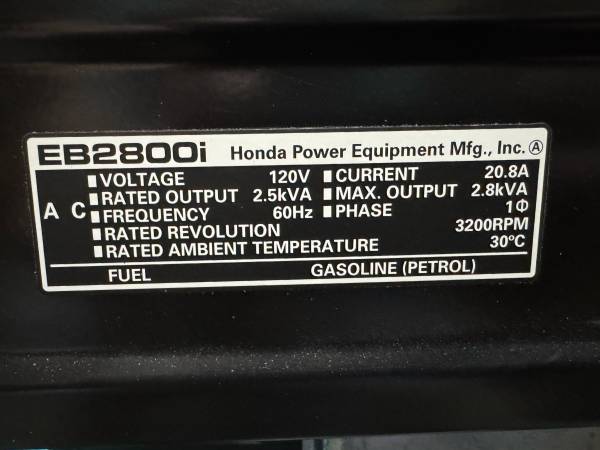 EB2800i Honda Power Equipment Mfg., Inc. Ⓐ
■VOLTAGE 120V ■CURRENT 20.8A
■RATED OUTPUT 2.5kVA ■MAX. OUTPUT 2.8kVA
A C ■FREQUENCY 60Hz ■PHASE 1Φ
■RATED REVOLUTION 3200RPM
■RATED AMBIENT TEMPERATURE 30ºC
FUEL GASOLINE (PETROL)